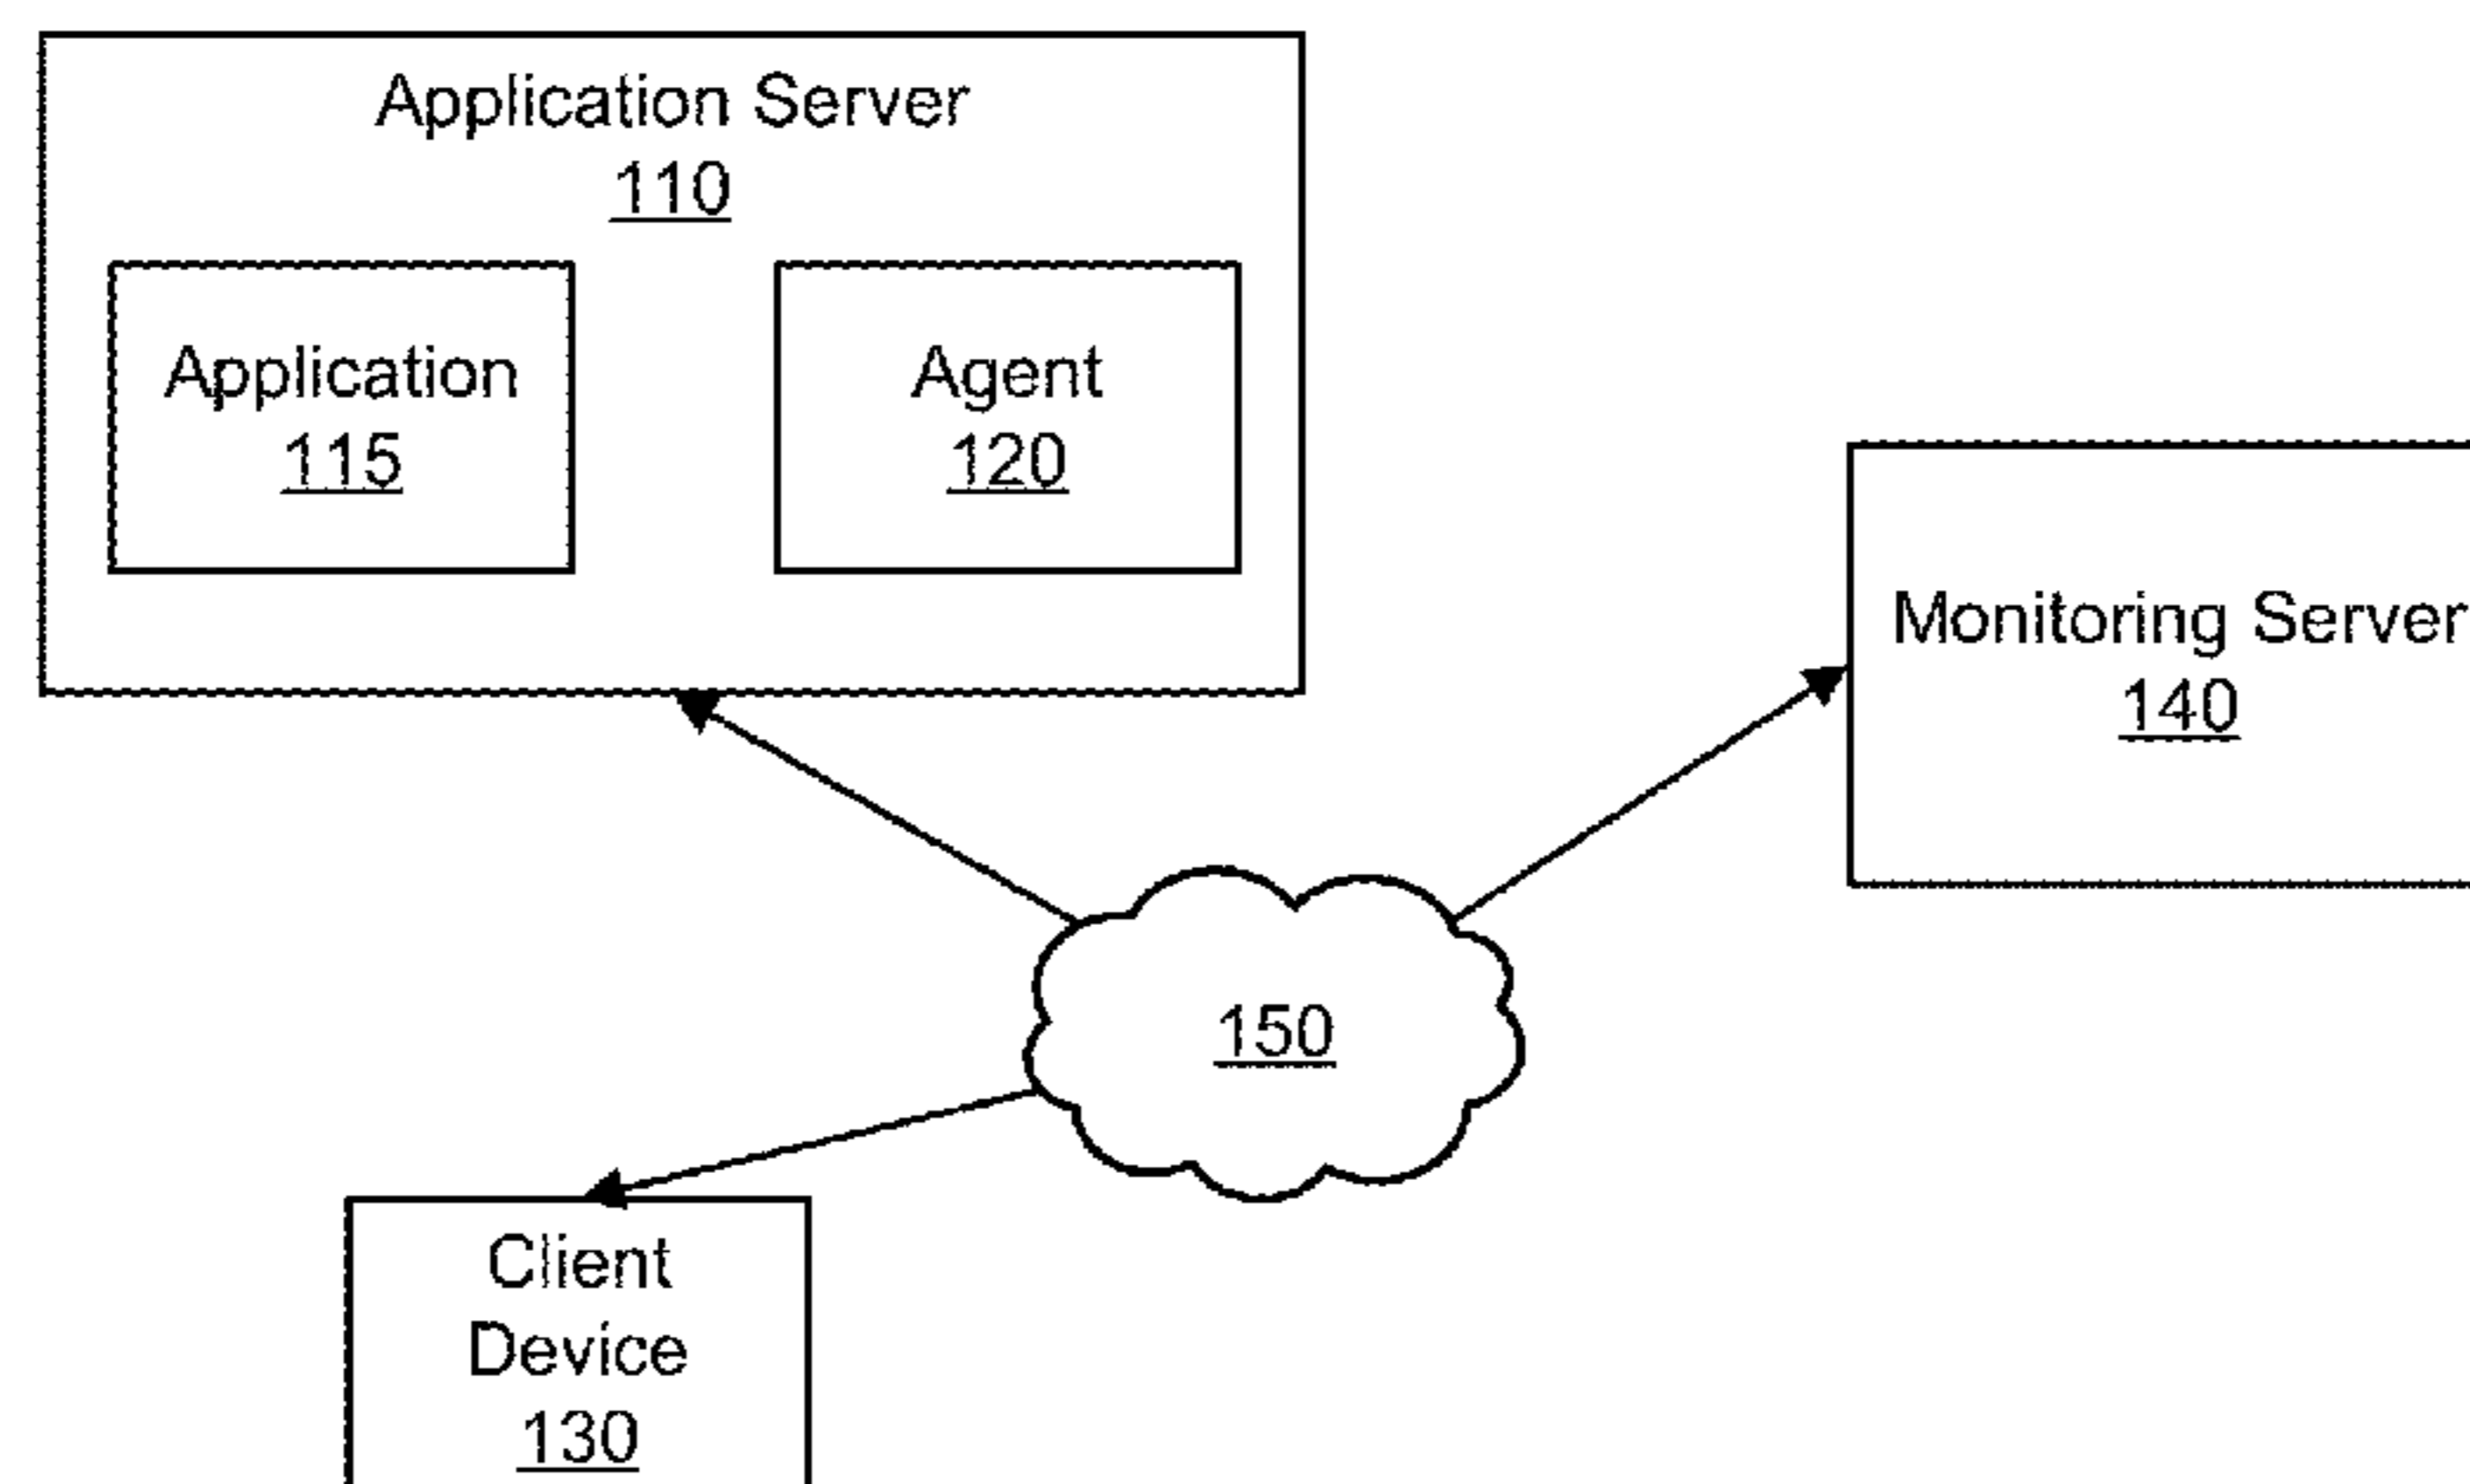 Application Server
110
Application
115
Agent
120
Monitoring Server
140
150
Client
Device
130